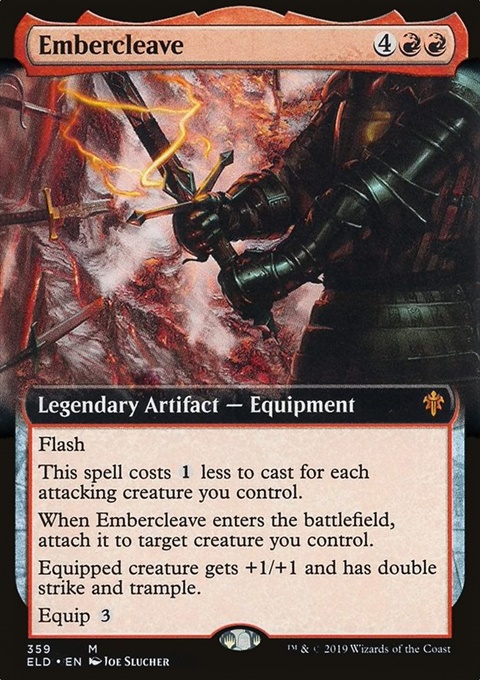 Embercleave 4
Legendary Artifact — Equipment
Flash
This spell costs 1 less to cast for each
attacking creature you control.
When Embercleave enters the battlefield,
attach it to target creature you control.
Equipped creature gets +1/+1 and has double
strike and trample.
Equip 3
359 M
ELD • EN Joe Slucher
™ & © 2019 Wizards of the Coast